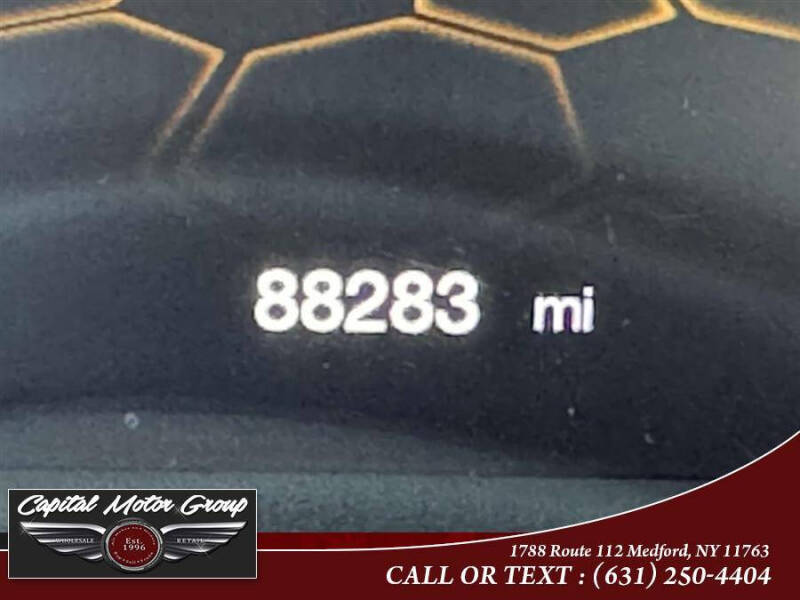 88283 mi
Capital Motor Group
WHOLESALE
Est.
RETAIL
1996
1788 Route 112 Medford, NY 11763
CALL OR TEXT : (631) 250-4404